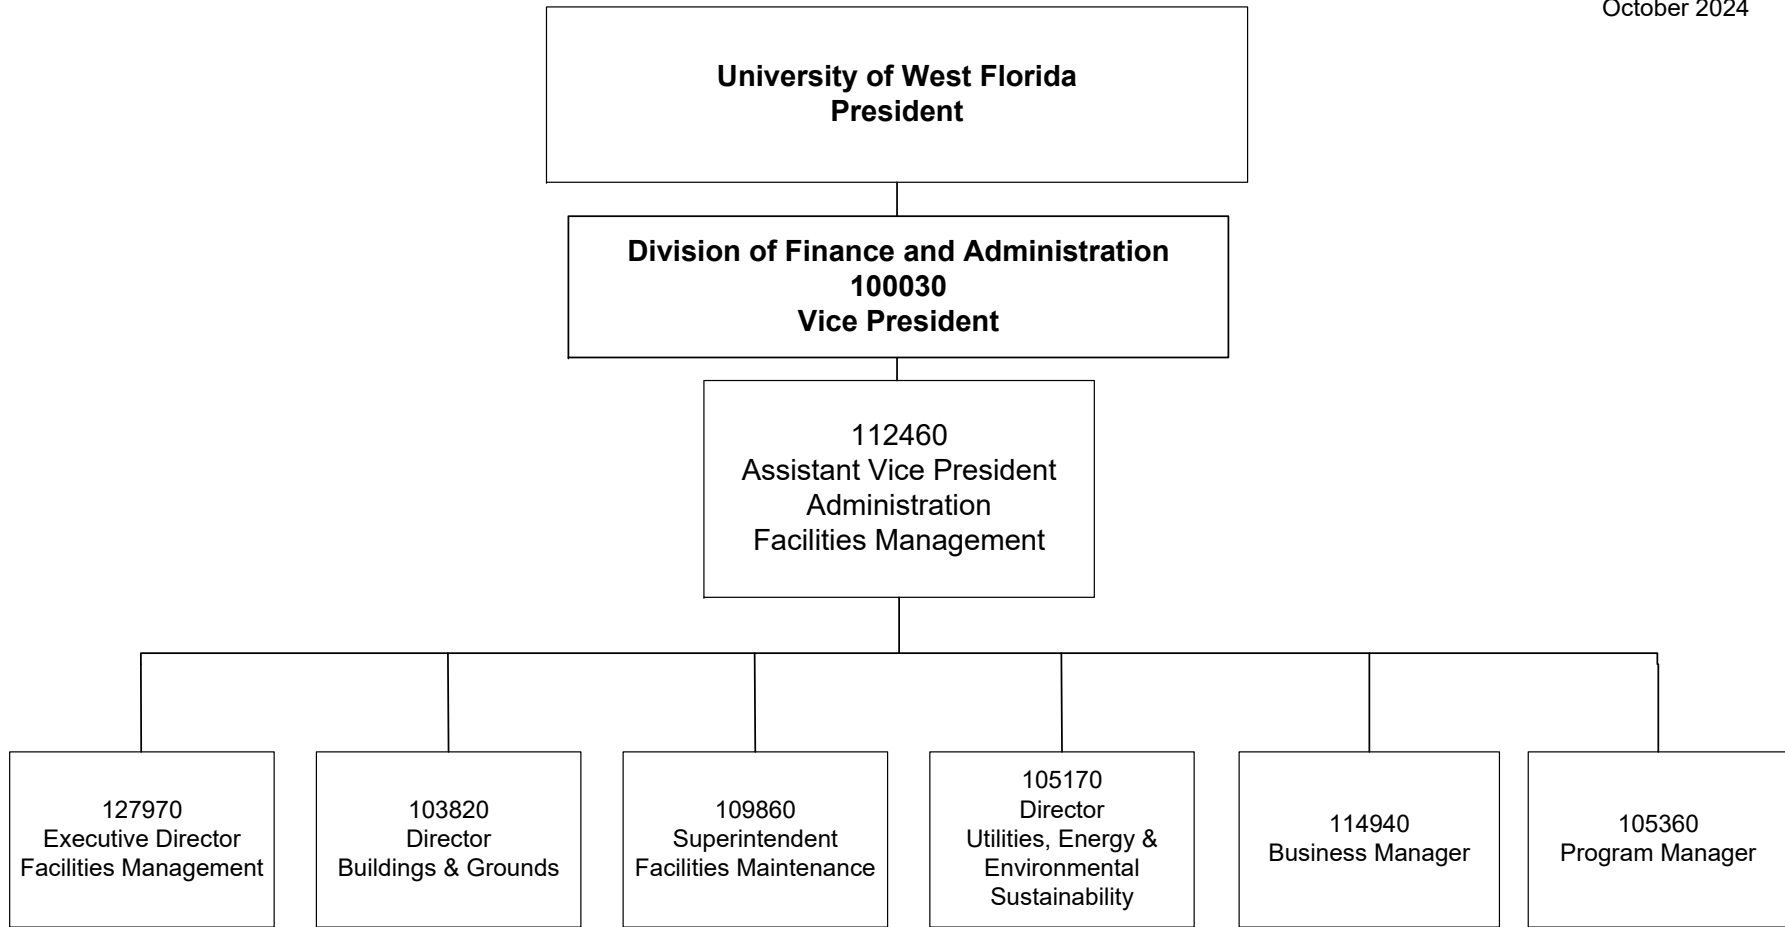 October 2024
University of West Florida
President
Division of Finance and Administration
100030
Vice President
112460
Assistant Vice President
Administration
Facilities Management
127970
Executive Director
Facilities Management
103820
Director
Buildings & Grounds
109860
Superintendent
Facilities Maintenance
105170
Director
Utilities, Energy &
Environmental
Sustainability
114940
Business Manager
105360
Program Manager